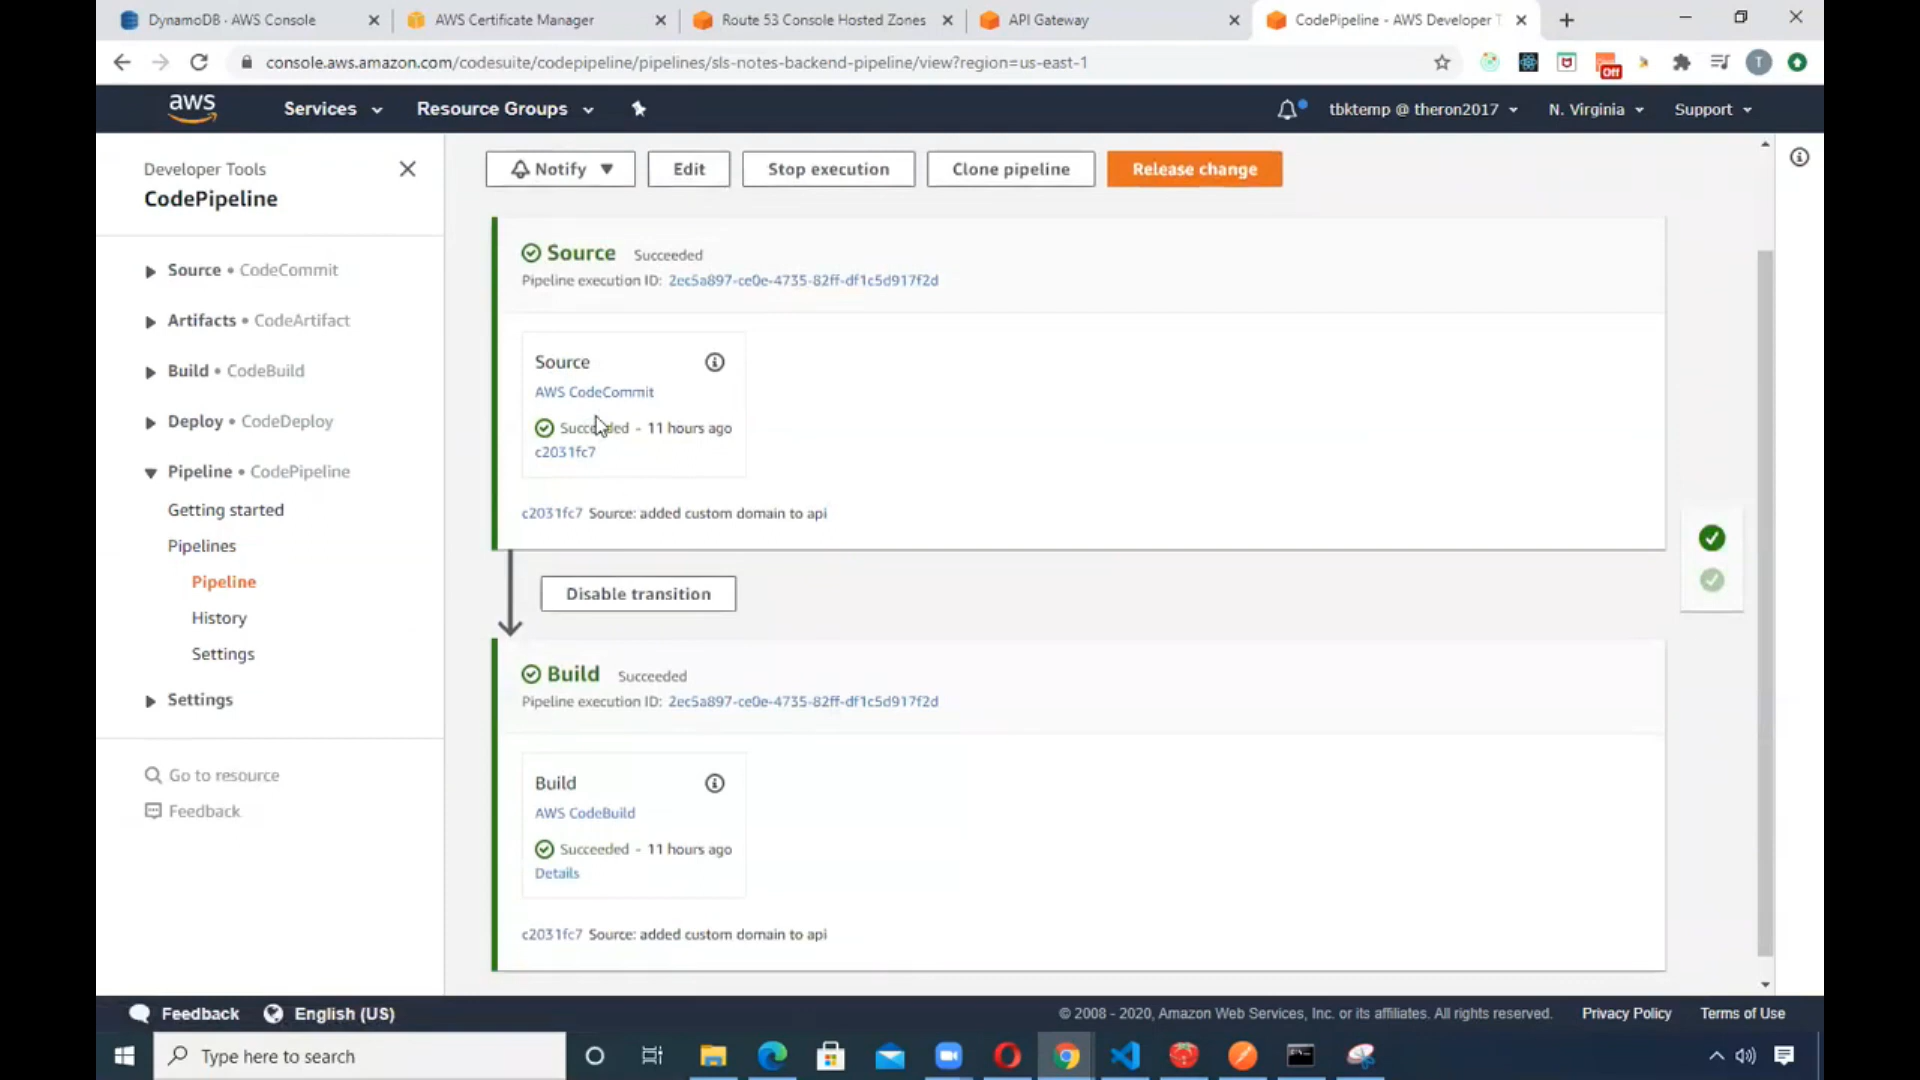 DynamoDB · AWS Console
AWS Certificate Manager
Route 53 Console Hosted Zones
API Gateway
CodePipeline - AWS Developer T
console.aws.amazon.com/codesuite/codepipeline/pipelines/sls-notes-backend-pipeline/view?region=us-east-1
Off
T
aws
Services
Resource Groups
tbktemp @ theron2017
N. Virginia
Support
Developer Tools
CodePipeline
Source • CodeCommit
Artifacts • CodeArtifact
Build • CodeBuild
Deploy • CodeDeploy
Pipeline • CodePipeline
Getting started
Pipelines
Pipeline
History
Settings
Settings
Go to resource
Feedback
Notify
Edit
Stop execution
Clone pipeline
Release change
Source Succeeded
Pipeline execution ID: 2ec5a897-ce0e-4735-82ff-df1c5d917f2d
Source
AWS CodeCommit
Succeeded - 11 hours ago
c2031fc7
c2031fc7 Source: added custom domain to api
Disable transition
Build Succeeded
Pipeline execution ID: 2ec5a897-ce0e-4735-82ff-df1c5d917f2d
Build
AWS CodeBuild
Succeeded - 11 hours ago
Details
c2031fc7 Source: added custom domain to api
Feedback
English (US)
© 2008 - 2020, Amazon Web Services, Inc. or its affiliates. All rights reserved.
Privacy Policy
Terms of Use
Type here to search